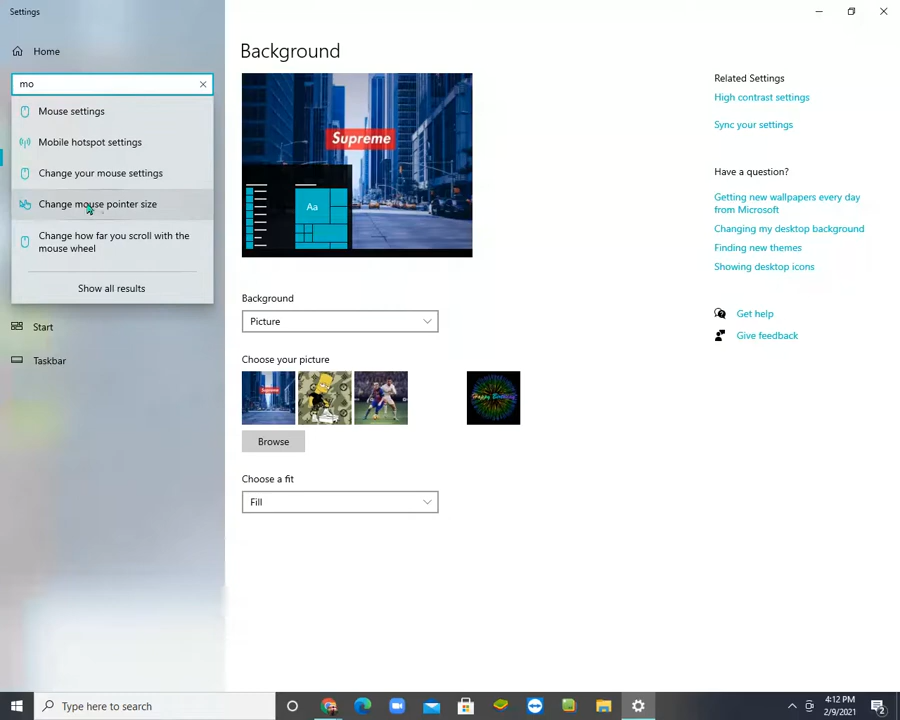 Settings
Home
mo
Mouse settings
Mobile hotspot settings
Change your mouse settings
Change mouse pointer size
Change how far you scroll with the
mouse wheel
Show all results
Start
Taskbar
Background
Supreme
Aa
Background
Picture
Choose your picture
Supreme
Happy Birthday
Browse
Choose a fit
Fill
Related Settings
High contrast settings
Sync your settings
Have a question?
Getting new wallpapers every day
from Microsoft
Changing my desktop background
Finding new themes
Showing desktop icons
Get help
Give feedback
Type here to search
4:12 PM
2/9/2021
2